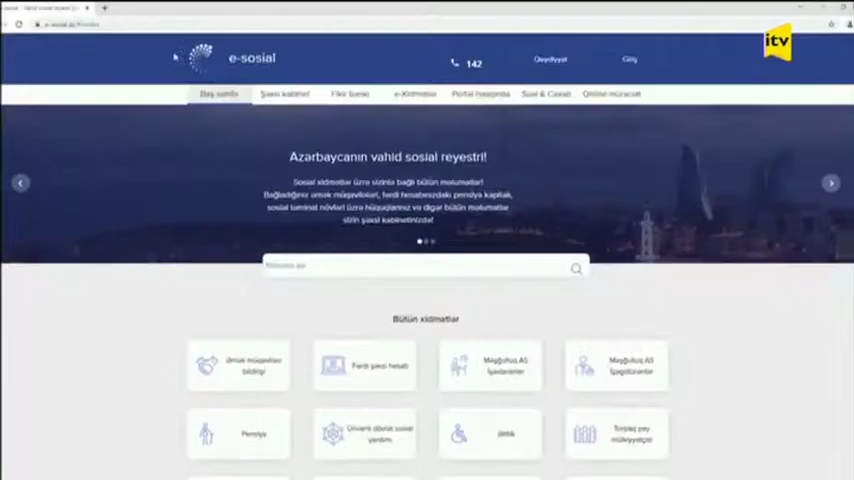 itv
e-sosial
142
Qeydiyyat
Giriş
Baş səhifə
Şəxsi kabinet
Fikir bankı
e-Xidmətlər
Portal haqqında
Sual & Cavab
Online müraciət
Azərbaycanın vahid sosial reyestri!
Sosial xidmətlər üzrə sizinlə bağlı bütün məlumatlar!
Bağladığınız əmək müqavilələri, fərdi hesabınızdakı pensiya kapitalı,
sosial təminat növləri üzrə hüquqlarınız və digər bütün məlumatlar
sizin şəxsi kabinetinizdə!
Bütün xidmətlər
Əmək müqaviləsi
bildirişi
Fərdi şəxsi hesab
Məşğulluq AS
İşaxtaranlar
Məşğulluq AS
İşəgötürənlər
Pensiya
Ünvanlı dövlət sosial
yardım
Əlillik
Torpaq pay
mülkiyyətçisi